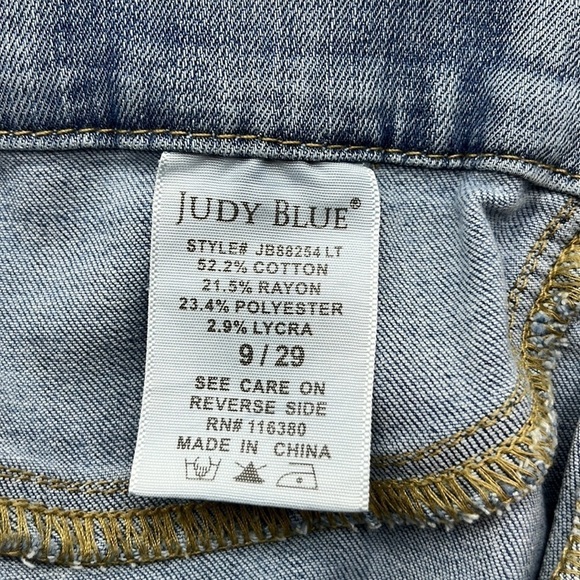 JUDY BLUE®
STYLE# JB88254 LT
52.2% COTTON
21.5% RAYON
23.4% POLYESTER
2.9% LYCRA
9 / 29
SEE CARE ON
REVERSE SIDE
RN# 116380
MADE IN CHINA